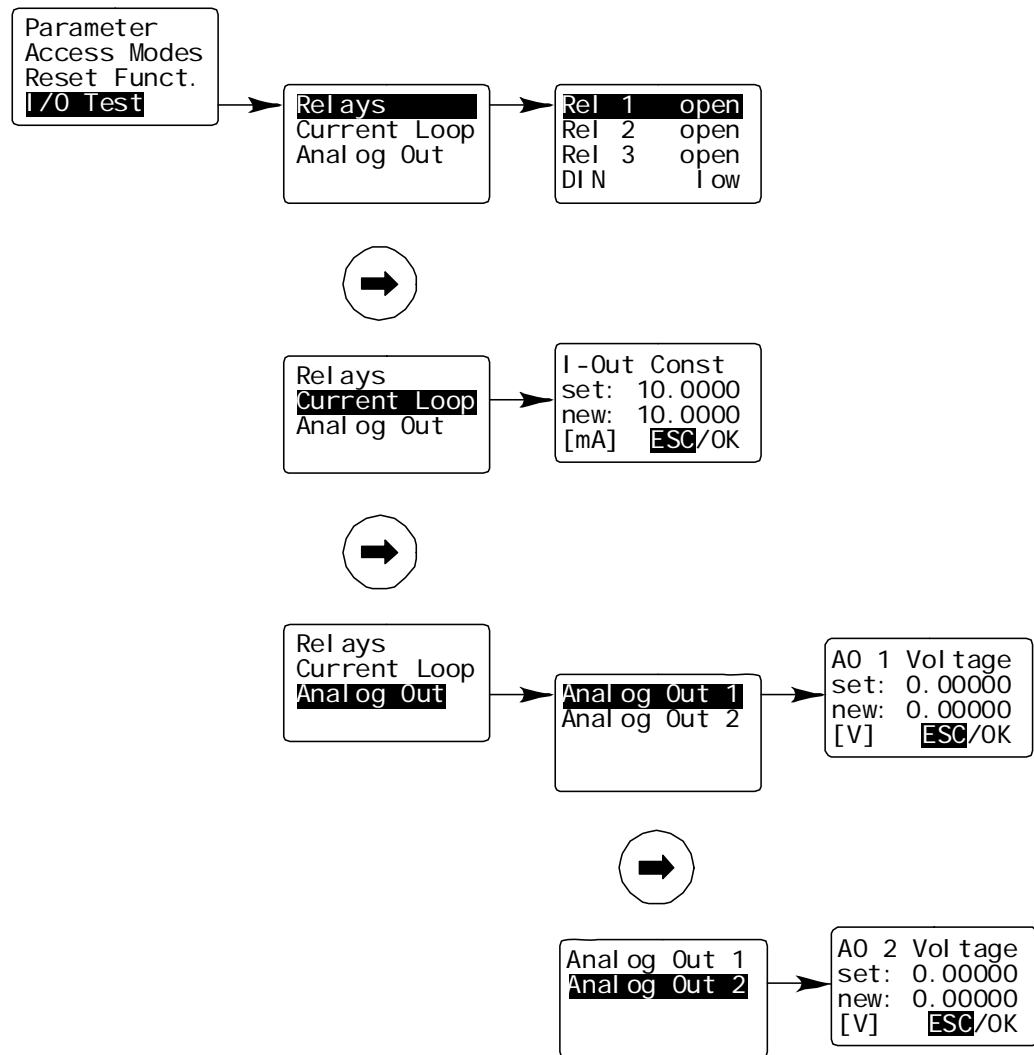 Parameter
Access Modes
Reset Funct.
I/O Test
Relays
Current Loop
Analog Out
Rel 1 open
Rel 2 open
Rel 3 open
DIN low
Relays
Current Loop
Analog Out
I-Out Const
set: 10.0000
new: 10.0000
[mA] ESC/OK
Relays
Current Loop
Analog Out
Analog Out 1
Analog Out 2
AO 1 Voltage
set: 0.00000
new: 0.00000
[V] ESC/OK
Analog Out 1
Analog Out 2
AO 2 Voltage
set: 0.00000
new: 0.00000
[V] ESC/OK